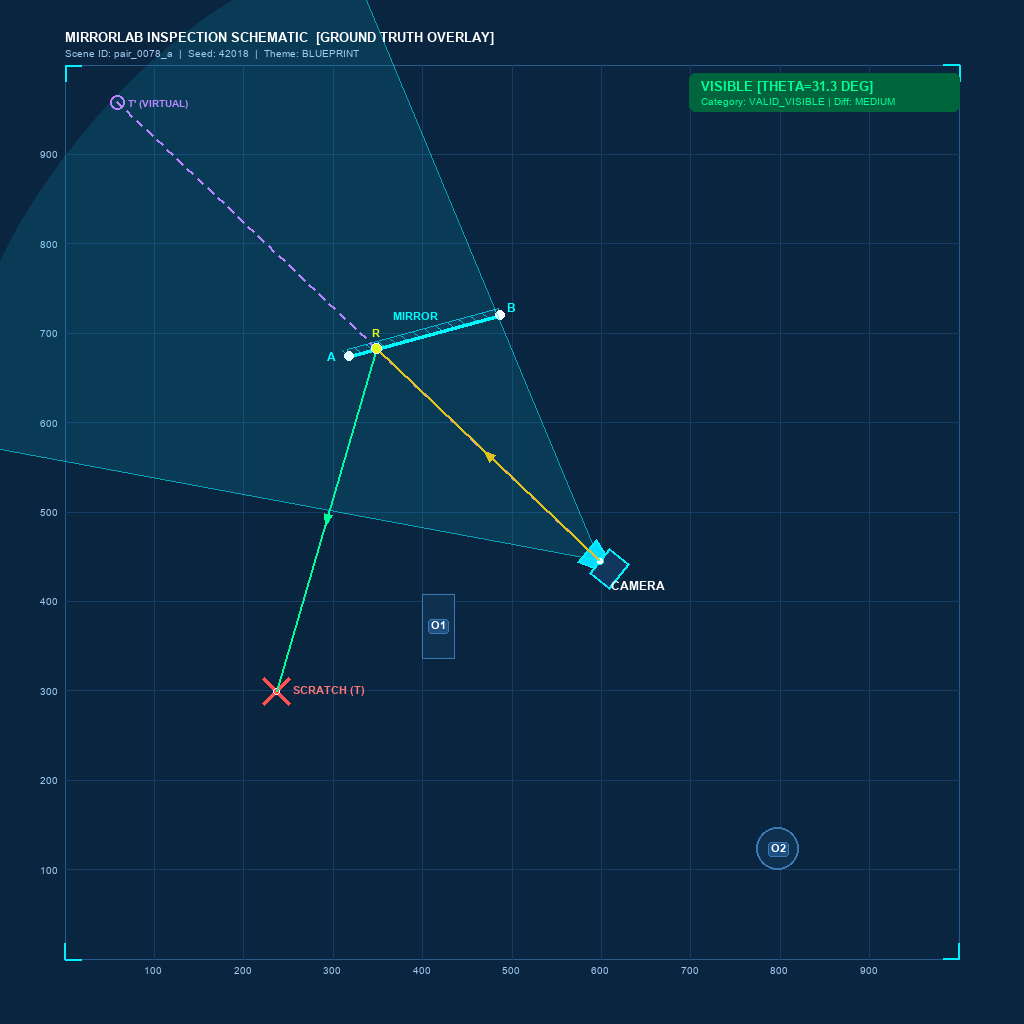 MIRRORLAB INSPECTION SCHEMATIC [GROUND TRUTH OVERLAY]
Scene ID: pair_0078_a | Seed: 42018 | Theme: BLUEPRINT
VISIBLE [THETA=31.3 DEG]
Category: VALID_VISIBLE | Diff: MEDIUM
T' (VIRTUAL)
900
800
B
MIRROR
700
R
A
600
500
CAMERA
400
O1
SCRATCH (T)
300
200
O2
100
100 200 300 400 500 600 700 800 900